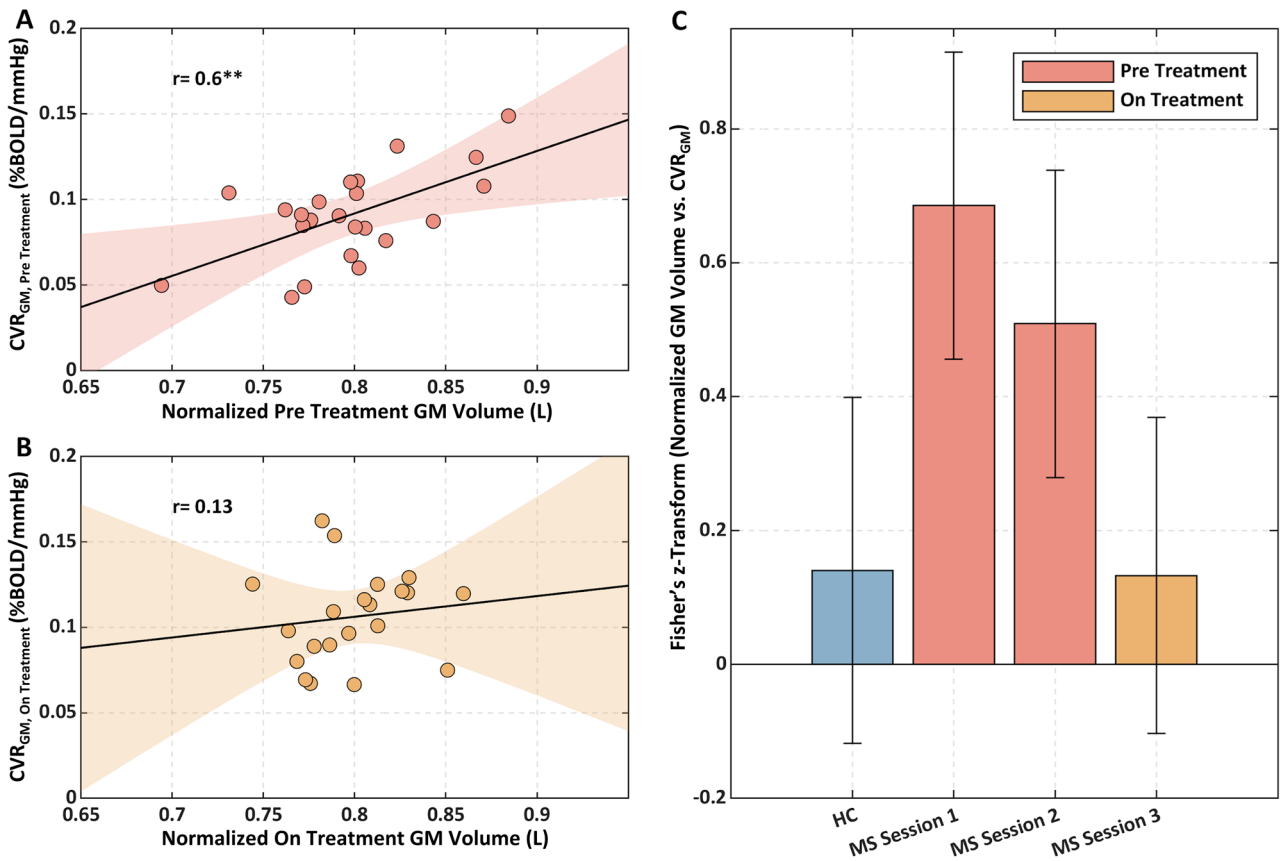 A
CVR_GM, Pre Treatment (%BOLD/mmHg)
0.2
0.15
0.1
0.05
0
r= 0.6**
0.65 0.7 0.75 0.8 0.85 0.9
Normalized Pre Treatment GM Volume (L)
B
CVR_GM, On Treatment (%BOLD/mmHg)
0.2
0.15
0.1
0.05
0
r= 0.13
0.65 0.7 0.75 0.8 0.85 0.9
Normalized On Treatment GM Volume (L)
C
Fisher’s z-Transform (Normalized GM Volume vs. CVR_GM)
0.8
0.6
0.4
0.2
0
-0.2
Pre Treatment
On Treatment
HC
MS Session 1
MS Session 2
MS Session 3